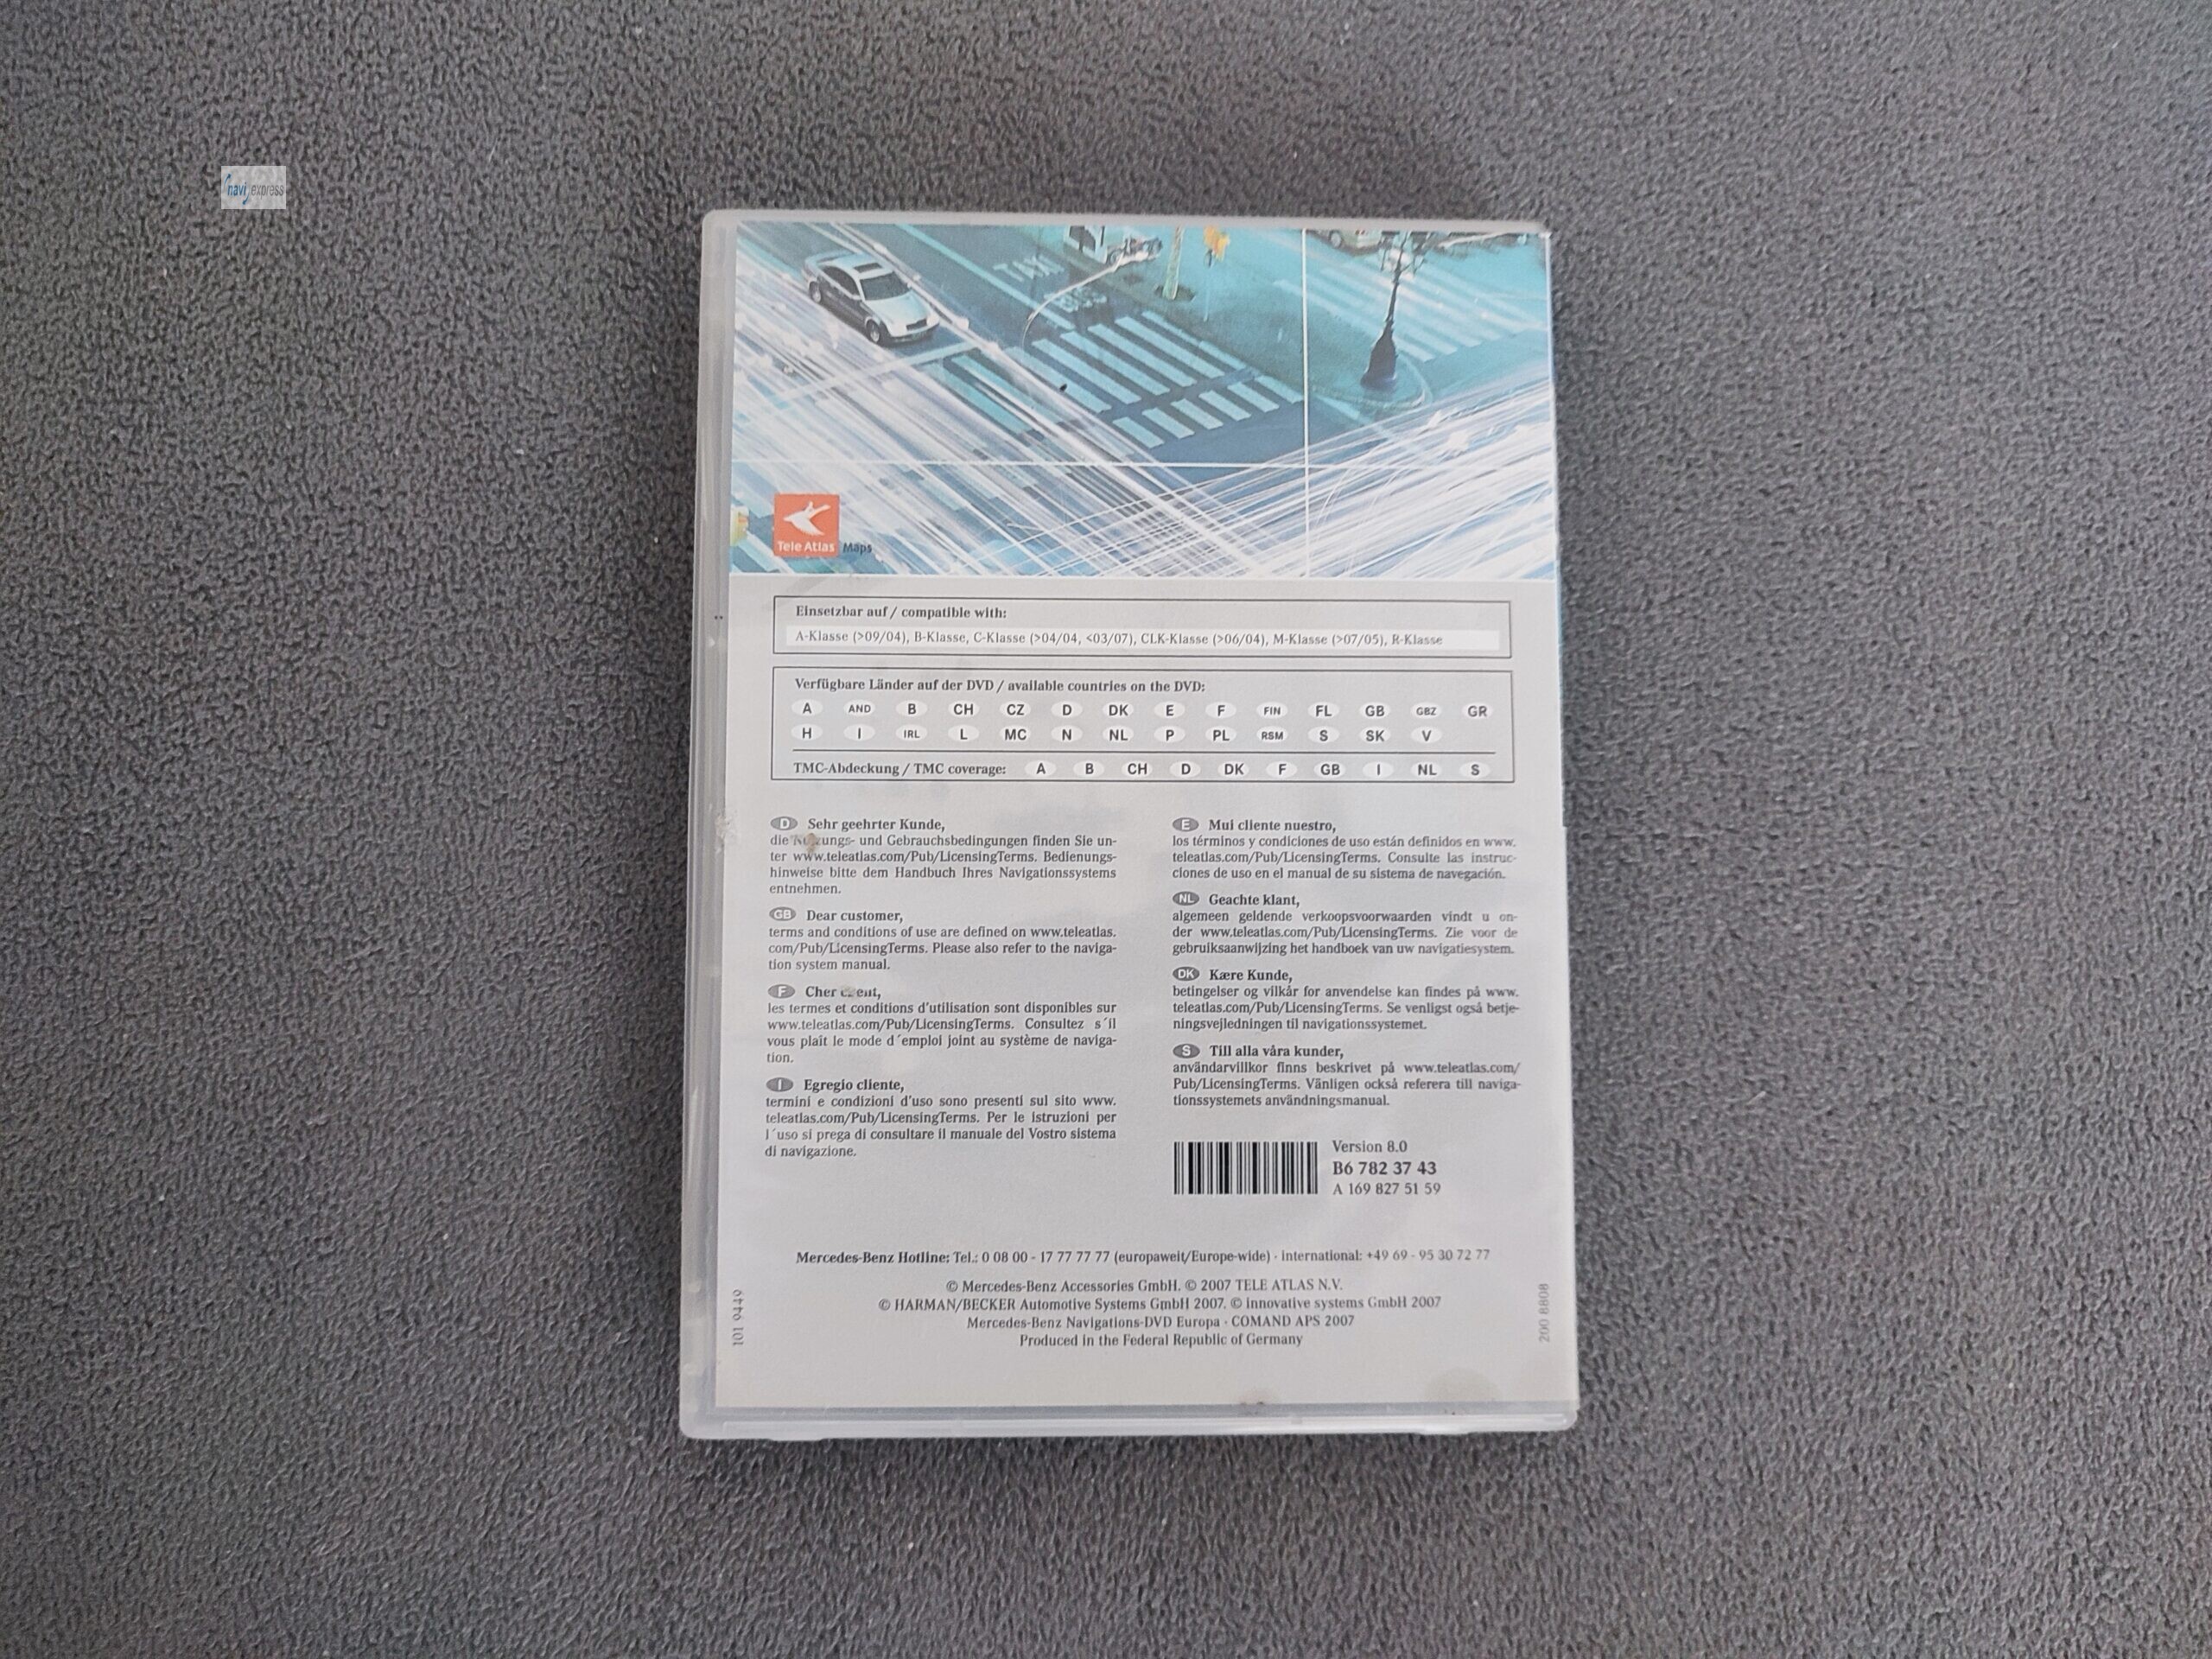 navi express
TAXI
Tele Atlas Maps
Einsetzbar auf / compatible with:
A-Klasse (>09/04), B-Klasse, C-Klasse (>04/04, <03/07), CLK-Klasse (>06/04), M-Klasse (>07/05), R-Klasse
Verfügbare Länder auf der DVD / available countries on the DVD:
A AND B CH CZ D DK E F FIN FL GB GBZ GR
H I IRL L MC N NL P PL RSM S SK V
TMC-Abdeckung / TMC coverage: A B CH D DK F GB I NL S
D Sehr geehrter Kunde,
die und Gebrauchsbedingungen finden Sie un-
ter www.teleatlas.com/Pub/LicensingTerms. Bedienungs-
hinweise bitte dem Handbuch Ihres Navigationssystems
entnehmen.
GB Dear customer,
terms and conditions of use are defined on www.teleatlas.
com/Pub/LicensingTerms. Please also refer to the naviga-
tion system manual.
F Cher
les termes et conditions d'utilisation sont disponibles sur
www.teleatlas.com/Pub/LicensingTerms. Consultez s´il
vous plaît le mode d´emploi joint au système de naviga-
tion.
I Egregio cliente,
termini e condizioni d'uso sono presenti sul sito www.
teleatlas.com/Pub/LicensingTerms. Per le istruzioni per
l´uso si prega di consultare il manuale del Vostro sistema
di navigazione.
E Mui cliente nuestro,
los términos y condiciones de uso están definidos en www.
teleatlas.com/Pub/LicensingTerms. Consulte las instruc-
ciones de uso en el manual de su sistema de navegación.
NL Geachte klant,
algemeen geldende verkoopsvoorwaarden vindt u on-
der www.teleatlas.com/Pub/LicensingTerms. Zie voor de
gebruiksaanwijzing het handboek van uw navigatiesystem.
DK Kære Kunde,
betingelser og vilkår for anvendelse kan findes på www.
teleatlas.com/Pub/LicensingTerms. Se venligst også betje-
ningsvejledningen til navigationssystemet.
S Till alla våra kunder,
användarvillkor finns beskrivet på www.teleatlas.com/
Pub/LicensingTerms. Vänligen också referera till naviga-
tionssystemets användningsmanual.
Version 8.0
B6 782 37 43
A 169 827 51 59
Mercedes-Benz Hotline: Tel.: 0 08 00 - 17 77 77 77 (europaweit/Europe-wide) · international: +49 69 - 95 30 72 77
© Mercedes-Benz Accessories GmbH. © 2007 TELE ATLAS N.V.
© HARMAN/BECKER Automotive Systems GmbH 2007. © innovative systems GmbH 2007
Mercedes-Benz Navigations-DVD Europa · COMAND APS 2007
Produced in the Federal Republic of Germany
101 9449
200 8808